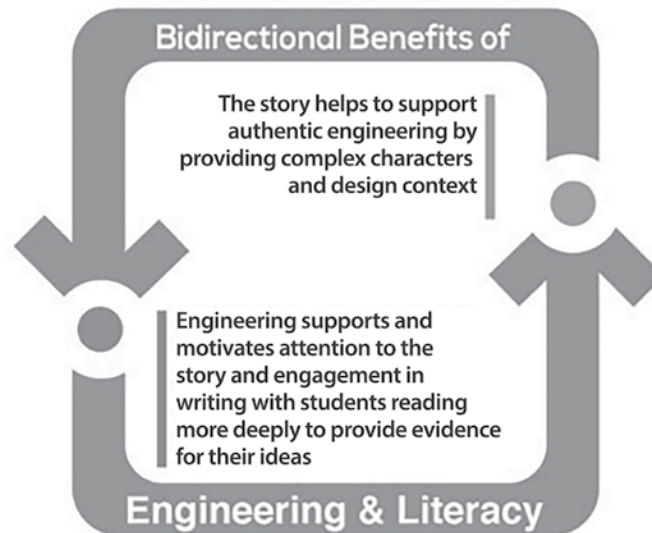 Bidirectional Benefits of
The story helps to support
authentic engineering by
providing complex characters
and design context
Engineering supports and
motivates attention to the
story and engagement in
writing with students reading
more deeply to provide evidence
for their ideas
Engineering & Literacy